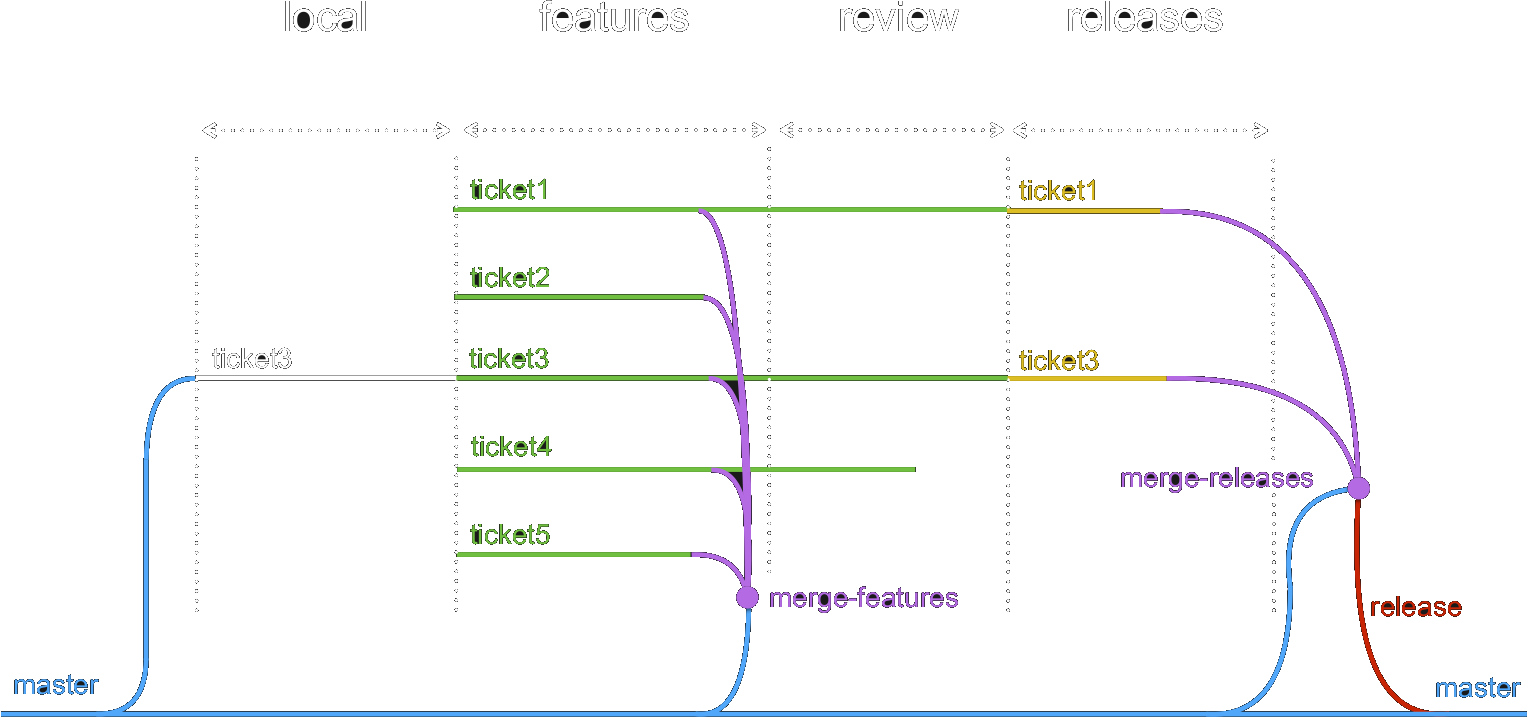 local features review releases
ticket1 ticket1
ticket2
ticket3 ticket3 ticket3
ticket4
merge-releases
ticket5
merge-features
release
master master